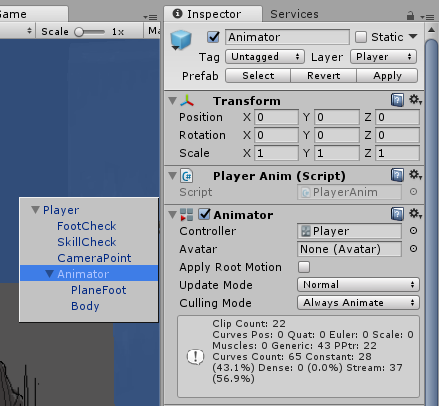 Game
Scale 1x Ma
Player
FootCheck
SkillCheck
CameraPoint
Animator
PlaneFoot
Body
Inspector Services
Animator Static
Tag Untagged Layer Player
Prefab Select Revert Apply
Transform
Position X 0 Y 0 Z 0
Rotation X 0 Y 0 Z 0
Scale X 1 Y 1 Z 1
Player Anim (Script)
Script PlayerAnim
Animator
Controller Player
Avatar None (Avatar)
Apply Root Motion
Update Mode Normal
Culling Mode Always Animate
Clip Count: 22
Curves Pos: 0 Quat: 0 Euler: 0 Scale: 0
Muscles: 0 Generic: 43 PPtr: 22
Curves Count: 65 Constant: 28
(43.1%) Dense: 0 (0.0%) Stream: 37
(56.9%)